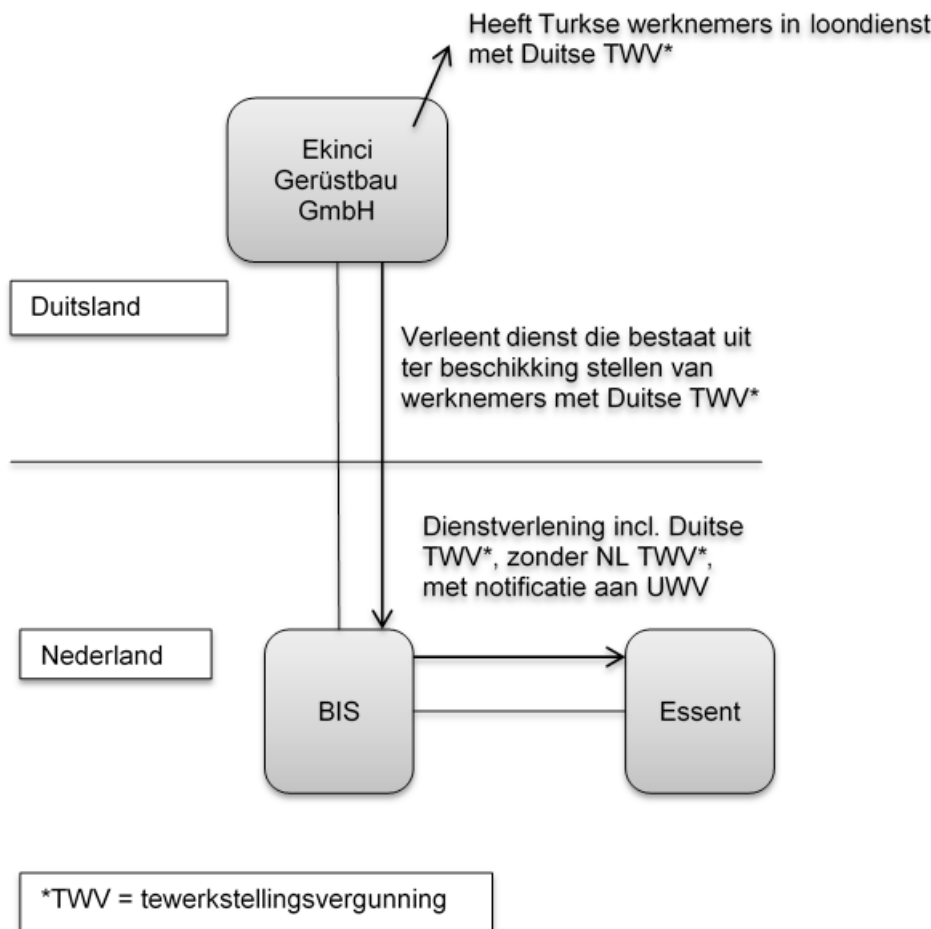 Heeft Turkse werknemers in loondienst
met Duitse TWV*
Ekinci
Gerüstbau
GmbH
Duitsland
Verleent dienst die bestaat uit
ter beschikking stellen van
werknemers met Duitse TWV*
Dienstverlening incl. Duitse
TWV*, zonder NL TWV*,
met notificatie aan UWV
Nederland
BIS
Essent
*TWV = tewerkstellingsvergunning